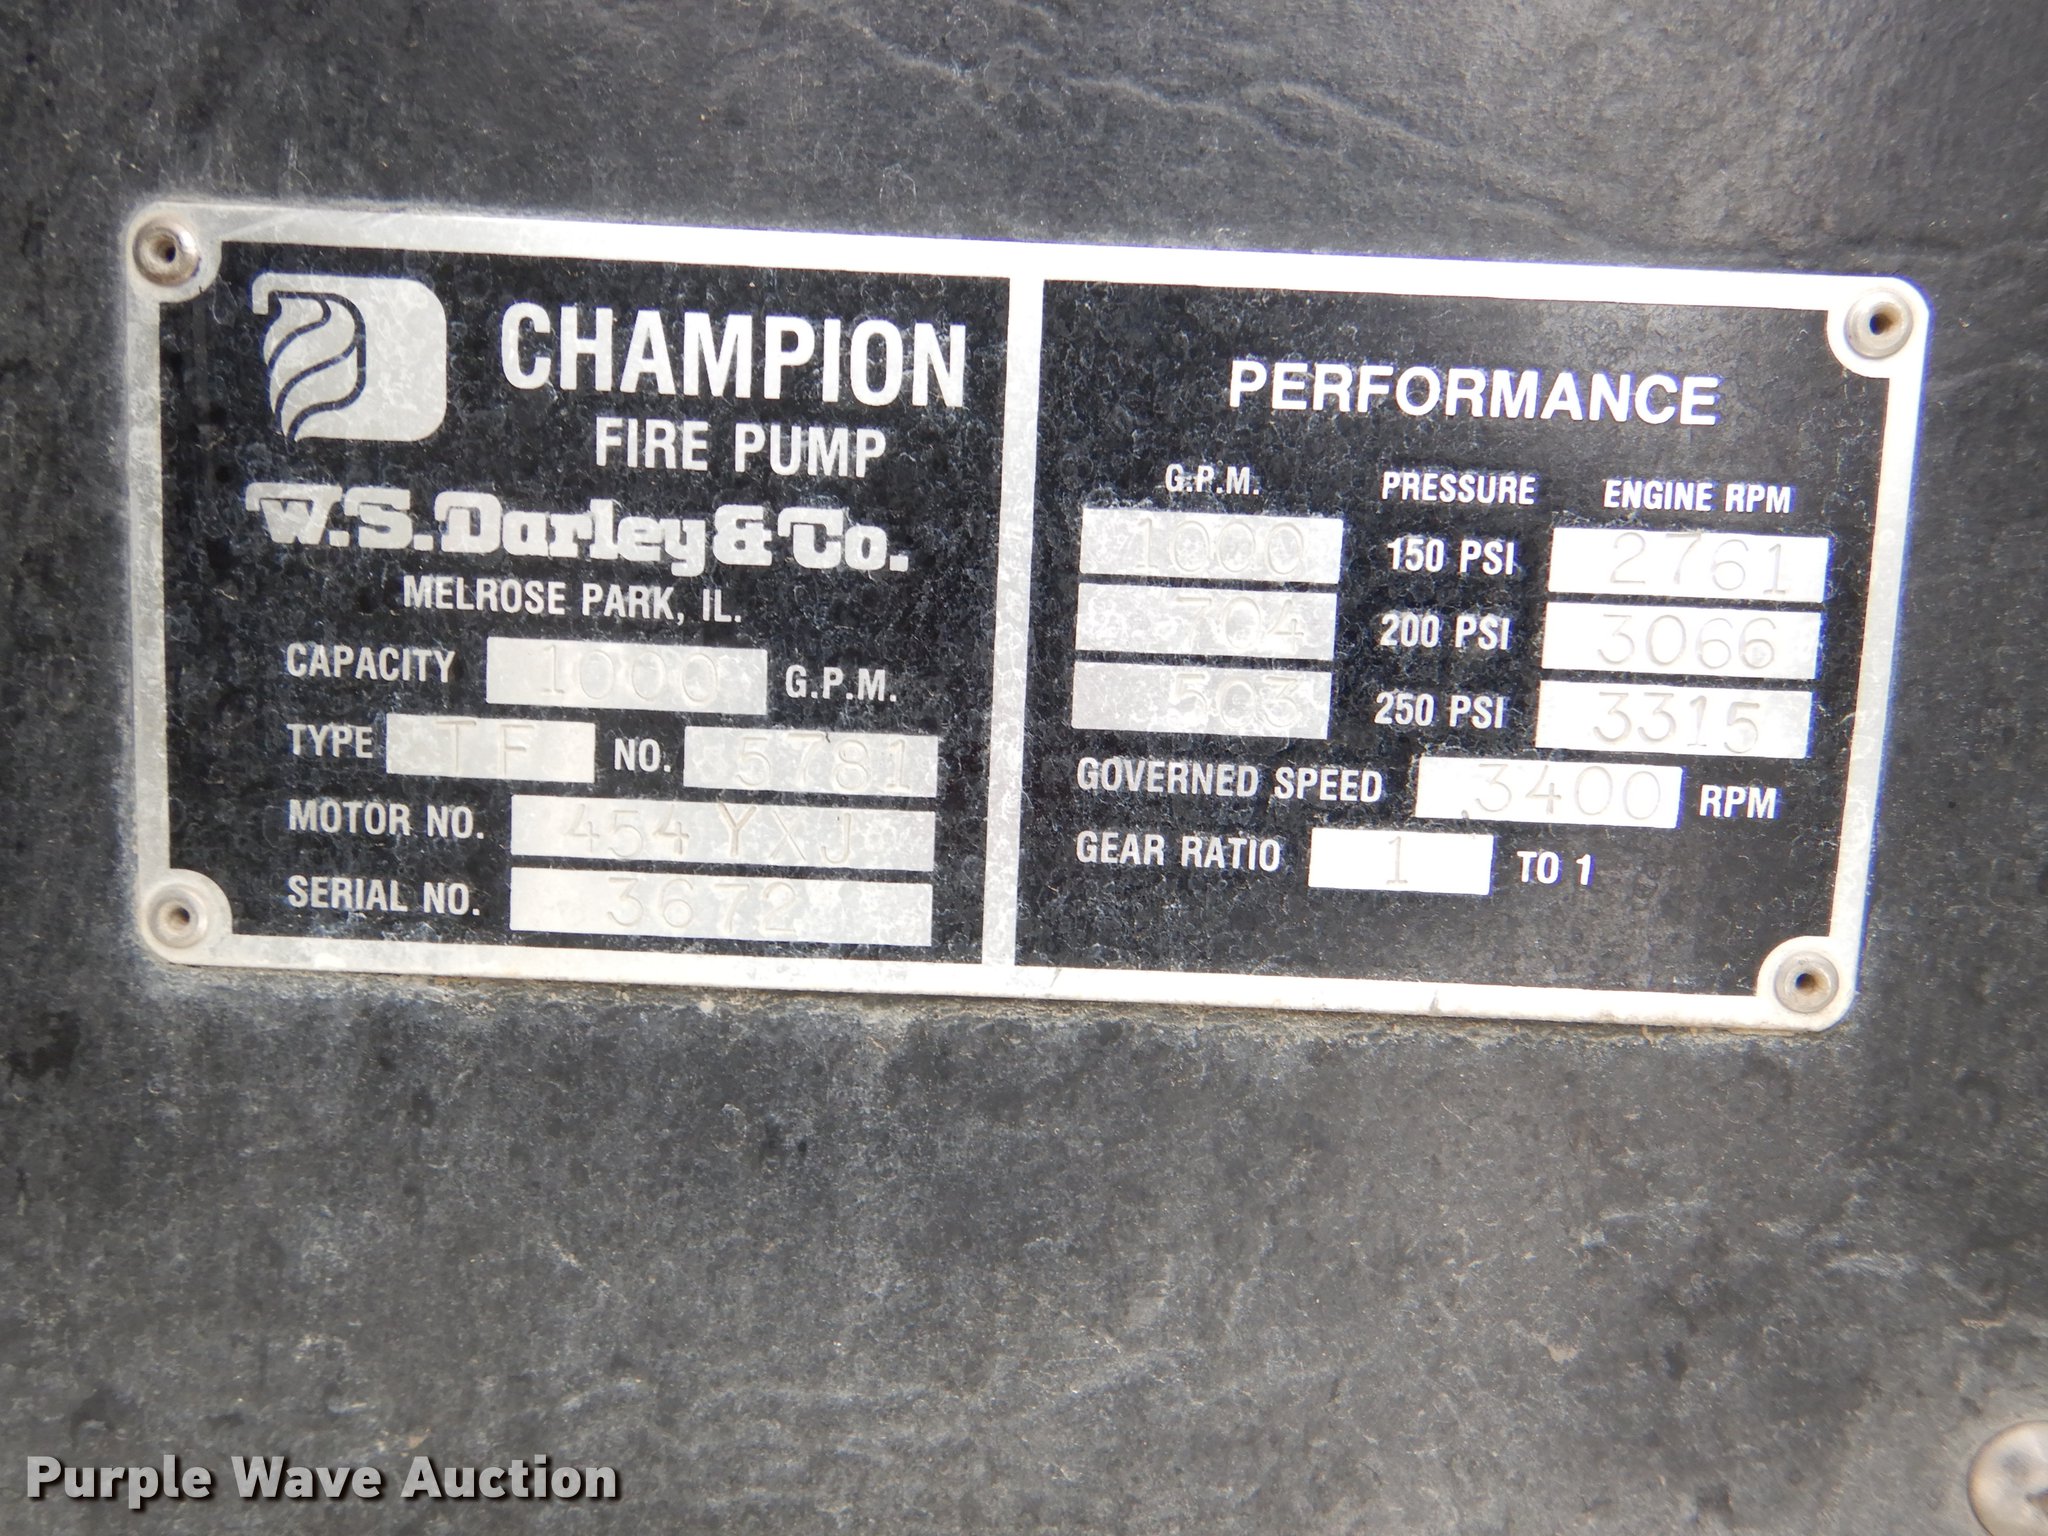 CHAMPION
FIRE PUMP
W.S. Darley & Co.
MELROSE PARK, IL.
CAPACITY 1000 G.P.M.
TYPE TF NO. 5781
MOTOR NO. 454 YXJ
SERIAL NO. 3672
PERFORMANCE
G.P.M. PRESSURE ENGINE RPM
1000 150 PSI 2761
704 200 PSI 3066
503 250 PSI 3315
GOVERNED SPEED 3400 RPM
GEAR RATIO 1 TO 1
Purple Wave Auction